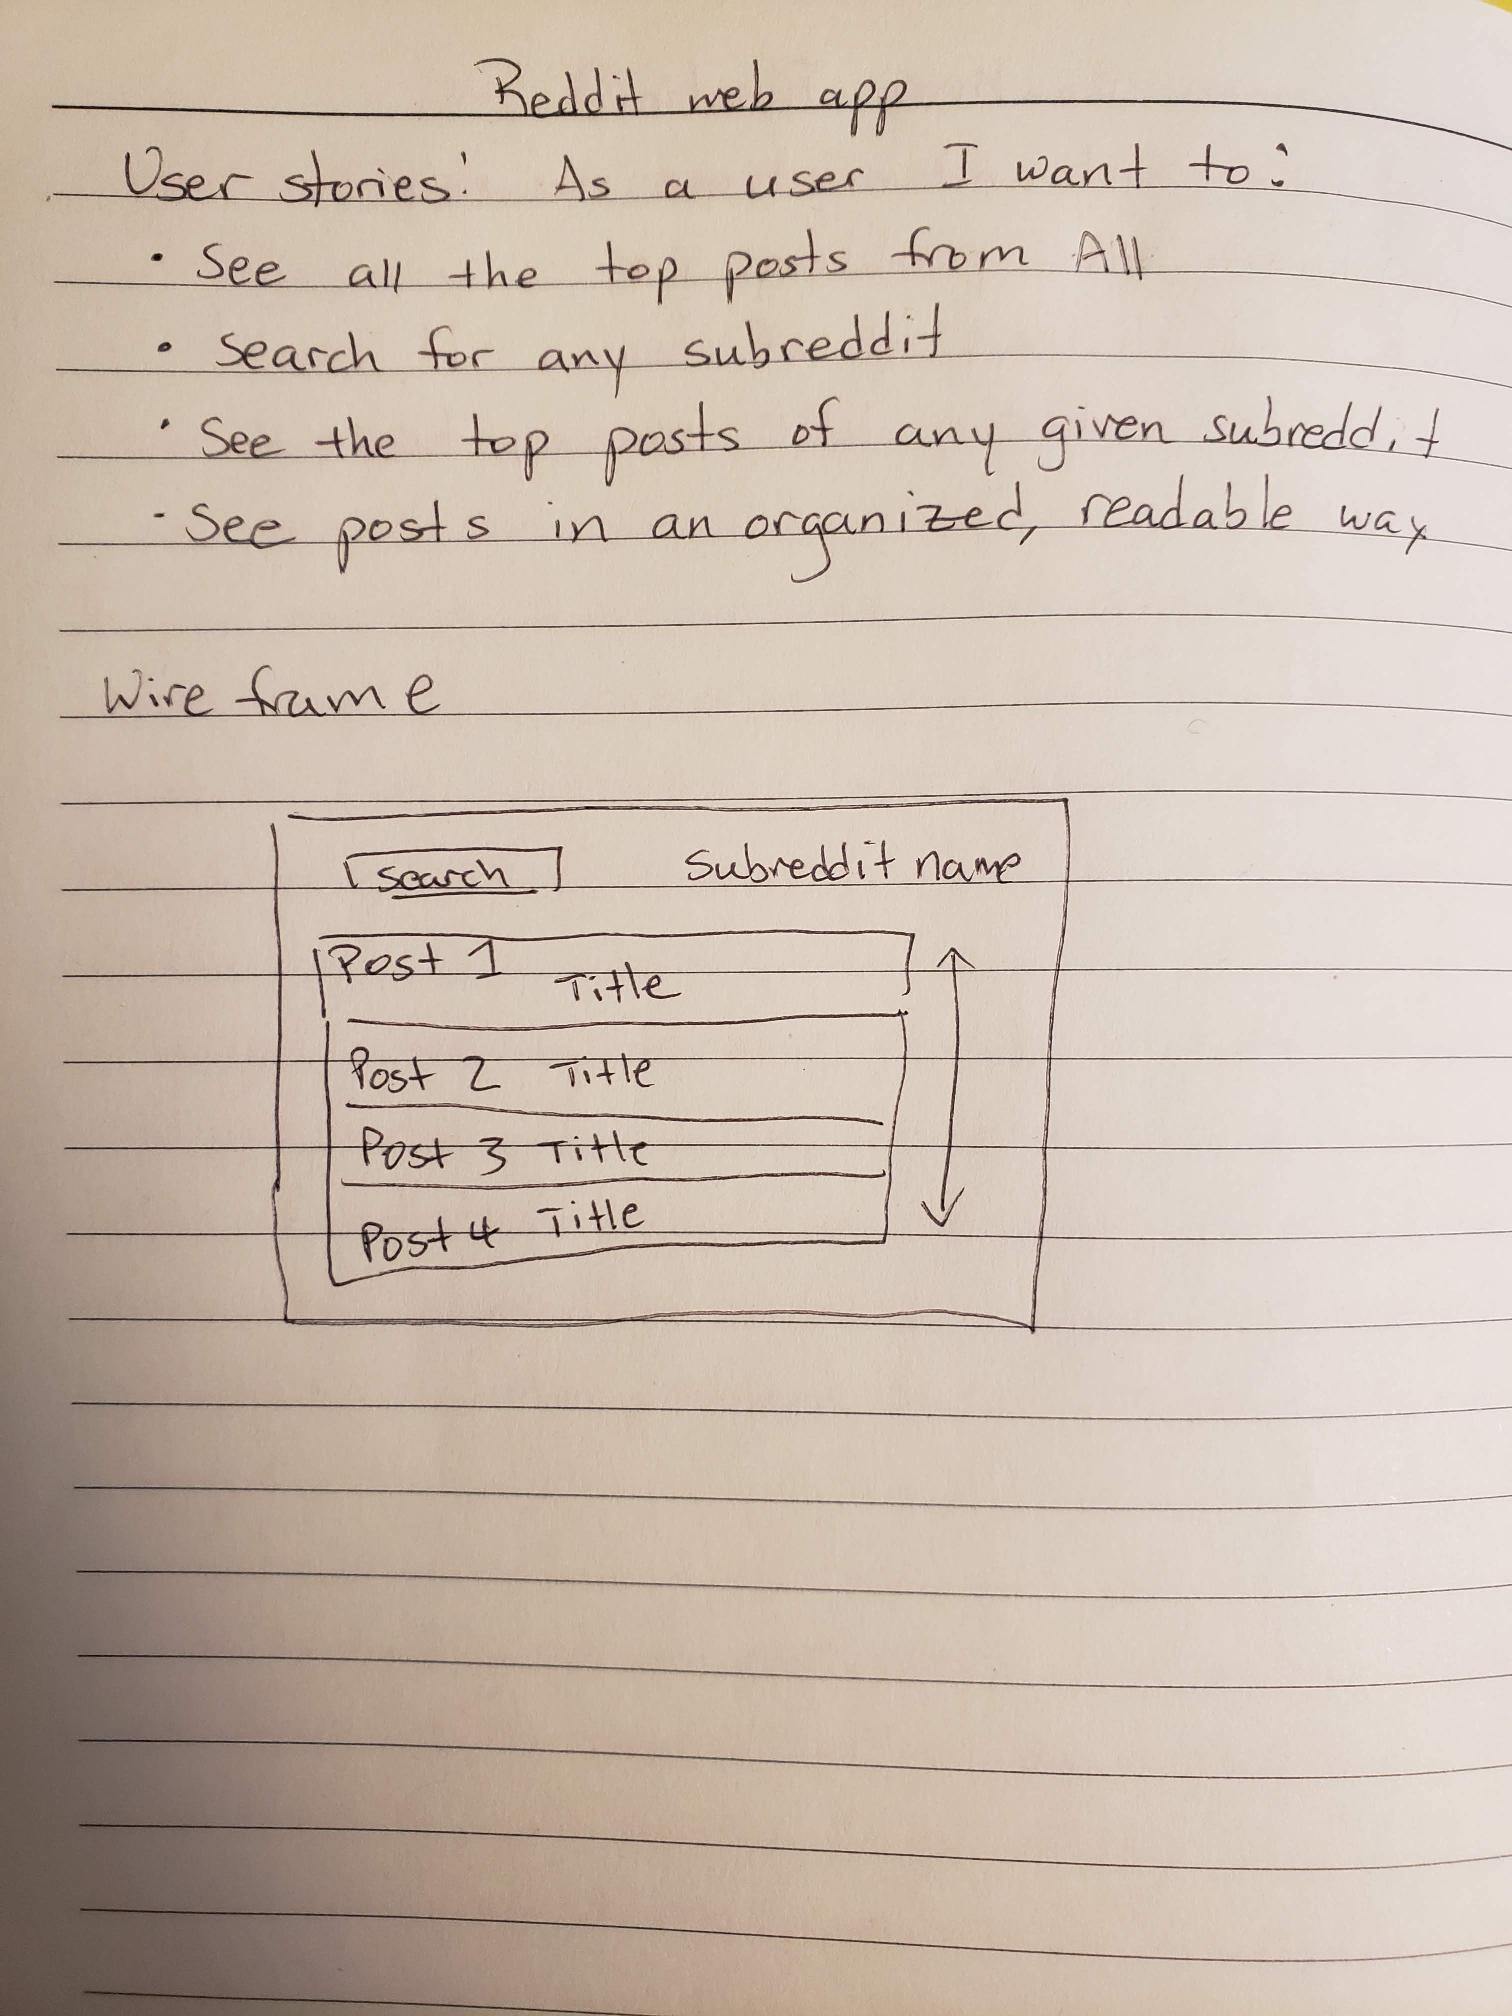 Reddit web app
User stories: As a user I want to:
• See all the top posts from All
• Search for any subreddit
• See the top posts of any given subreddit
- See posts in an organized, readable way
Wire frame
Search Subreddit name
Post 1 Title
Post 2 Title
Post 3 Title
Post 4 Title